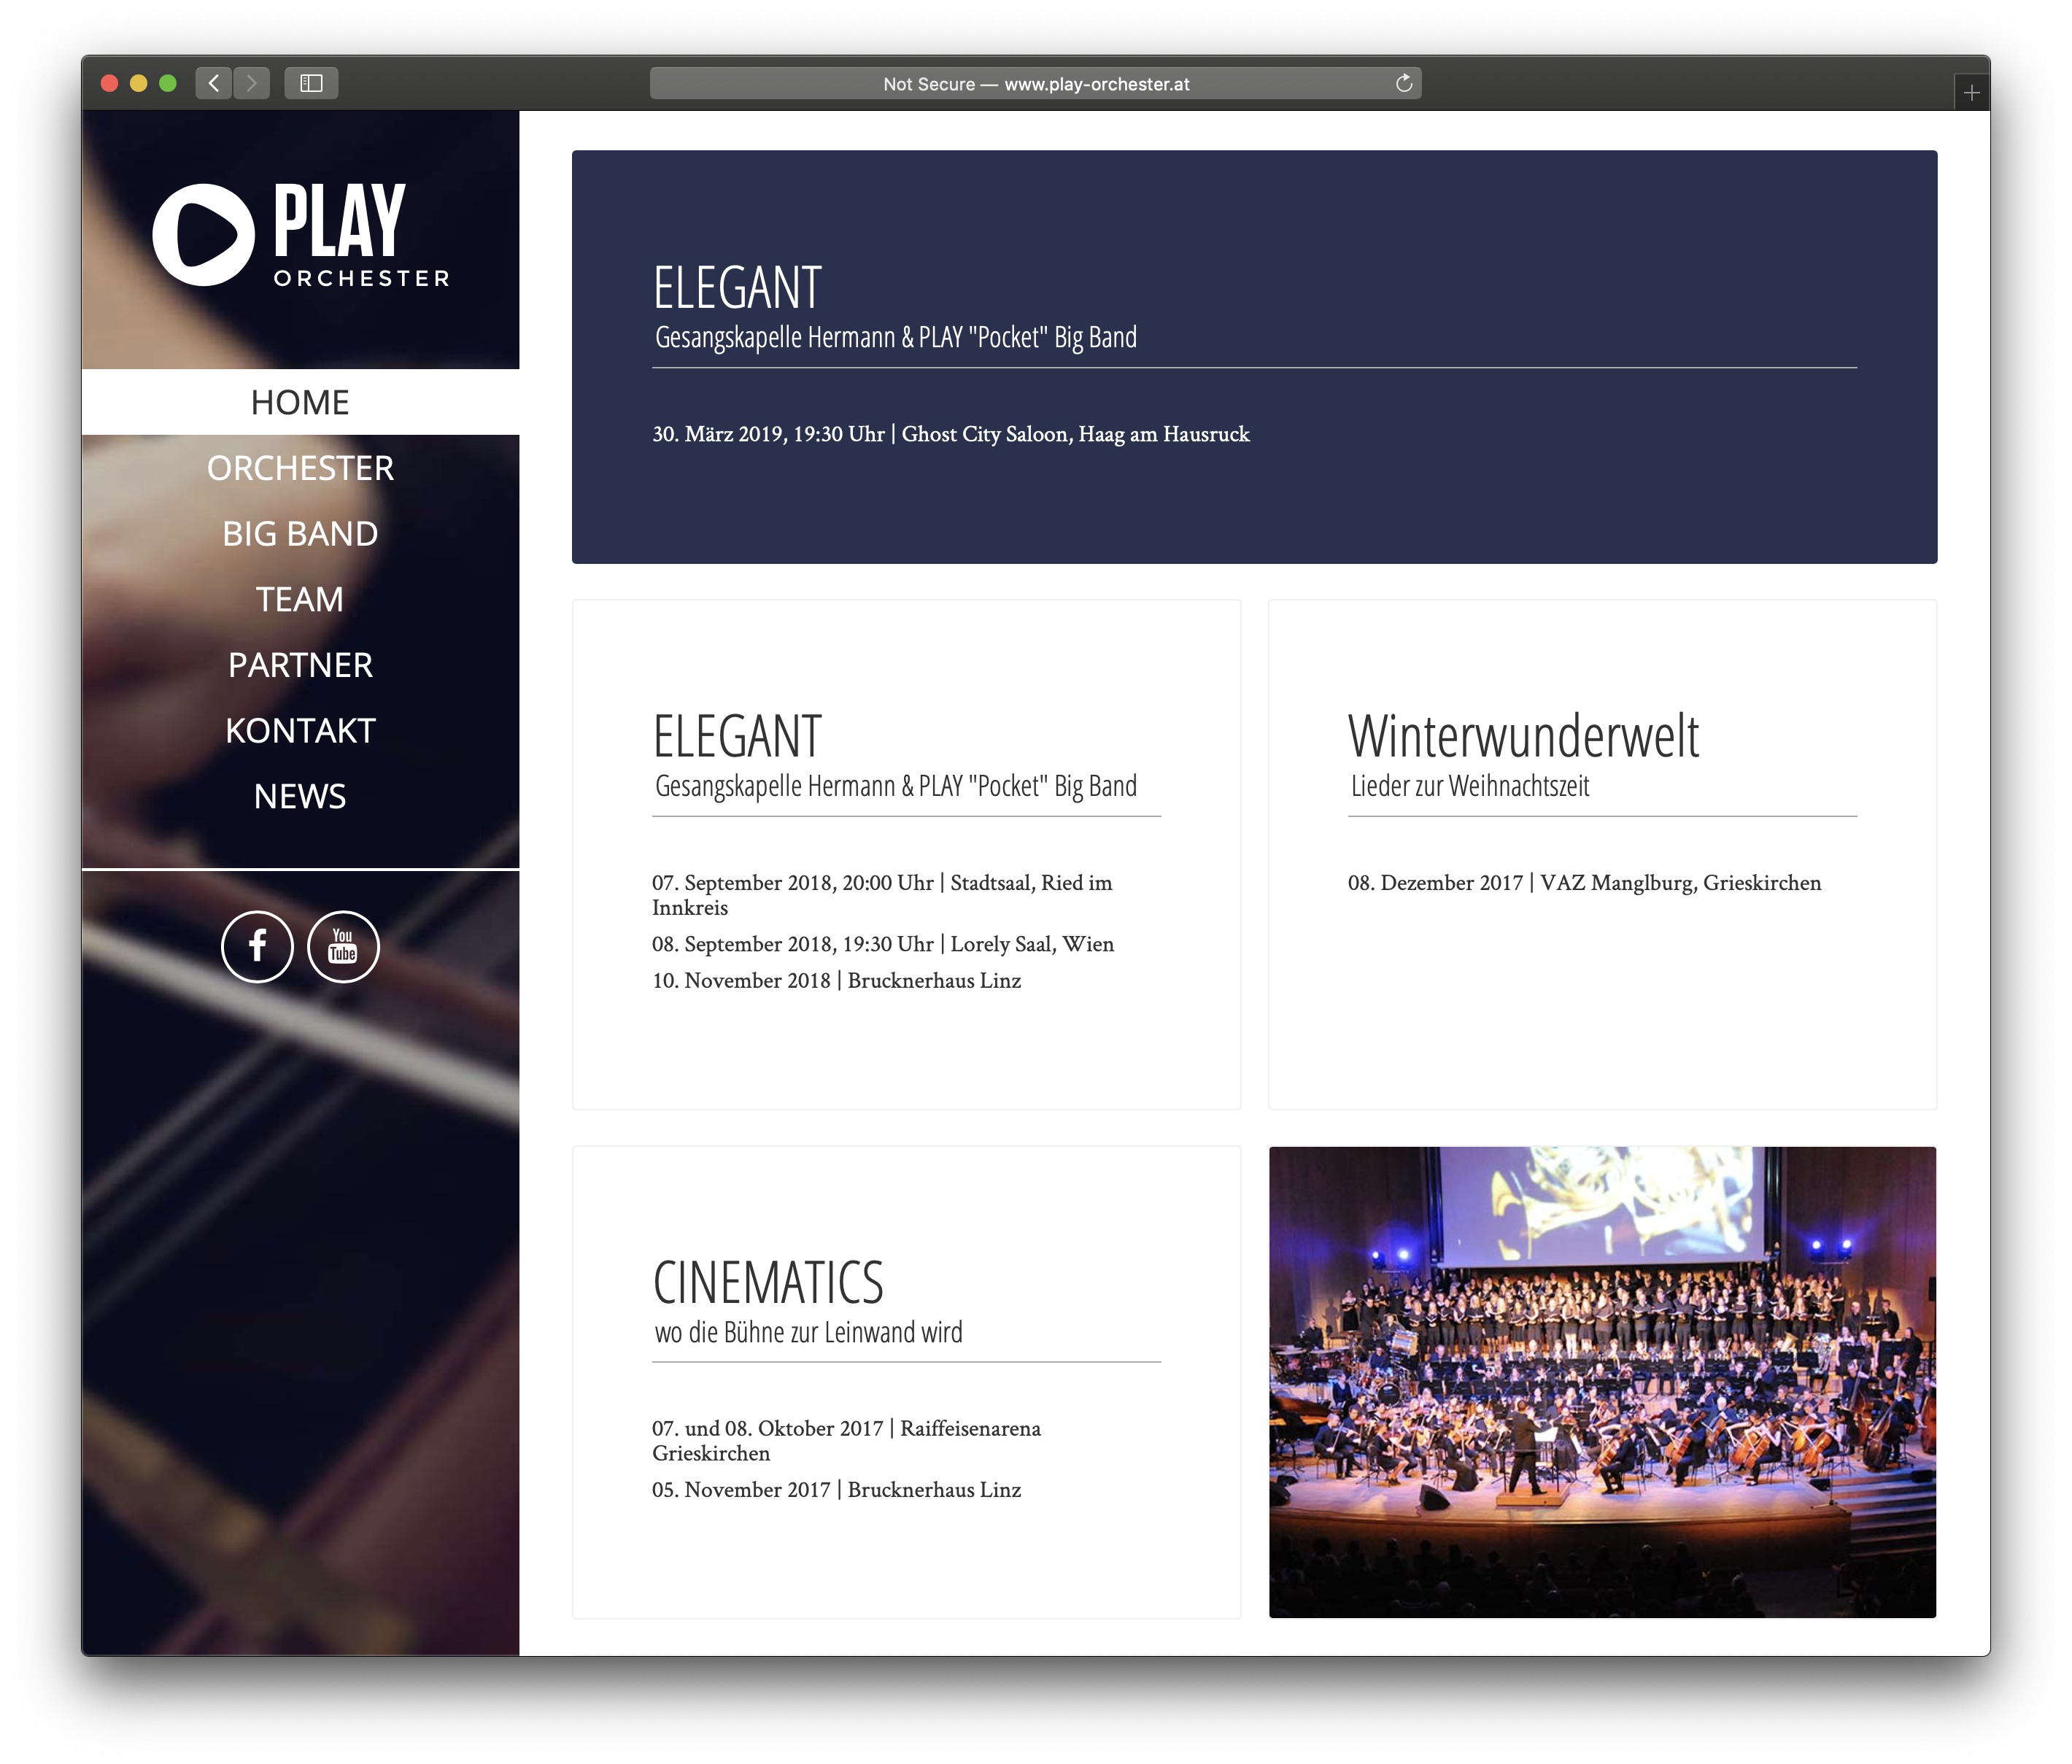 Not Secure — www.play-orchester.at
PLAY
ORCHESTER
HOME
ORCHESTER
BIG BAND
TEAM
PARTNER
KONTAKT
NEWS
f
You
Tube
ELEGANT
Gesangskapelle Hermann & PLAY "Pocket" Big Band
30. März 2019, 19:30 Uhr | Ghost City Saloon, Haag am Hausruck
ELEGANT
Gesangskapelle Hermann & PLAY "Pocket" Big Band
07. September 2018, 20:00 Uhr | Stadtsaal, Ried im
Innkreis
08. September 2018, 19:30 Uhr | Lorely Saal, Wien
10. November 2018 | Brucknerhaus Linz
Winterwunderwelt
Lieder zur Weihnachtszeit
08. Dezember 2017 | VAZ Manglburg, Grieskirchen
CINEMATICS
wo die Bühne zur Leinwand wird
07. und 08. Oktober 2017 | Raiffeisenarena
Grieskirchen
05. November 2017 | Brucknerhaus Linz